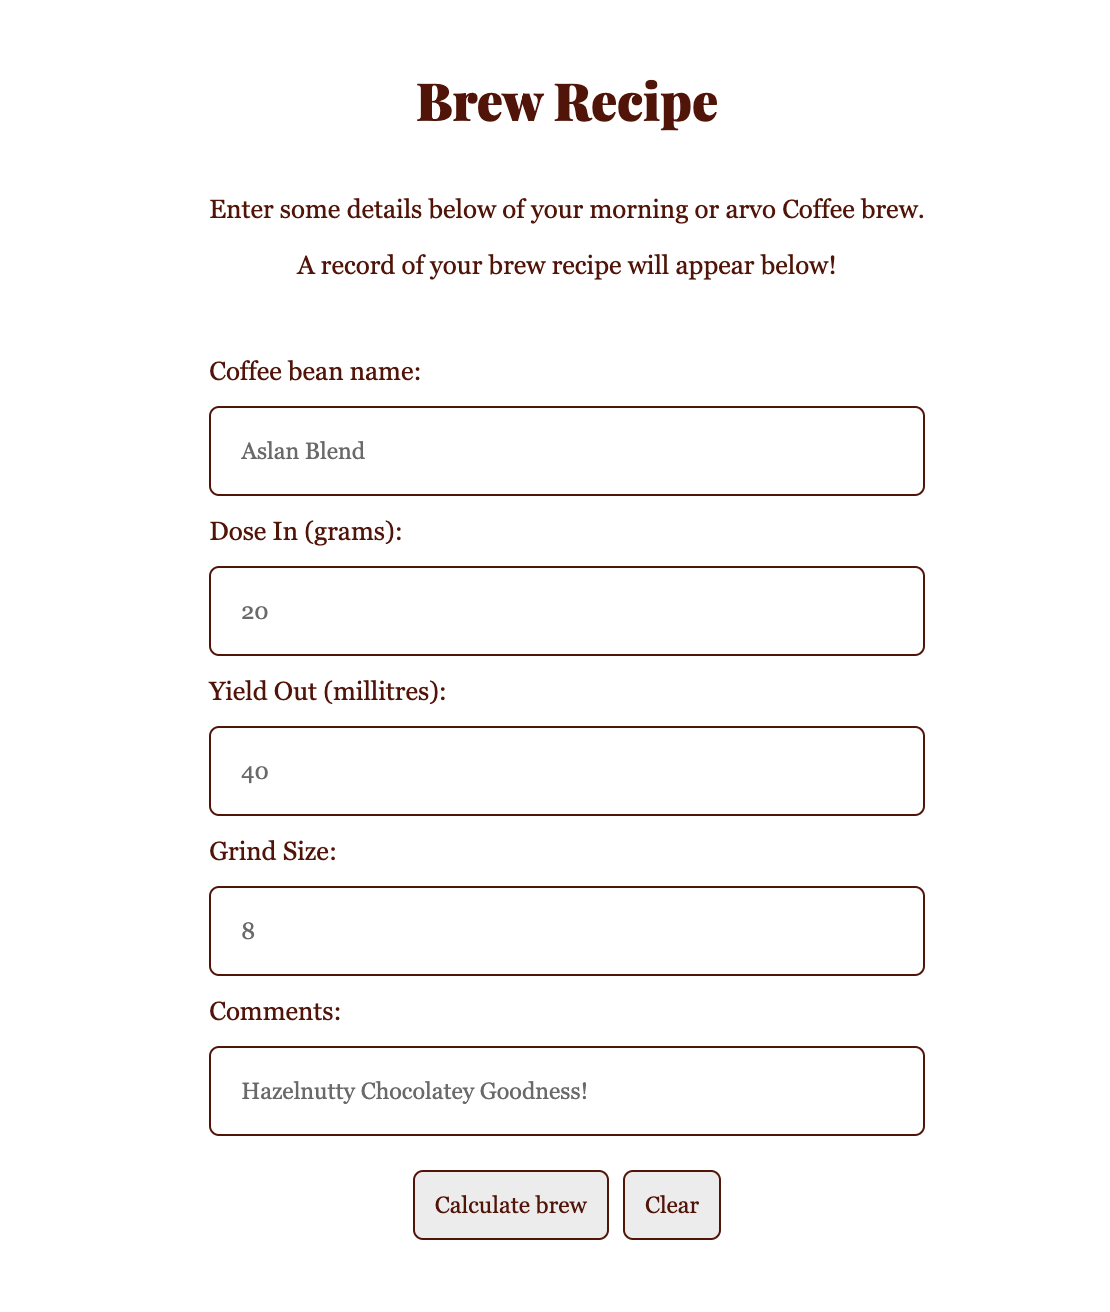 Brew Recipe
Enter some details below of your morning or arvo Coffee brew.
A record of your brew recipe will appear below!
Coffee bean name:
Aslan Blend
Dose In (grams):
20
Yield Out (millitres):
40
Grind Size:
8
Comments:
Hazelnutty Chocolatey Goodness!
Calculate brew Clear